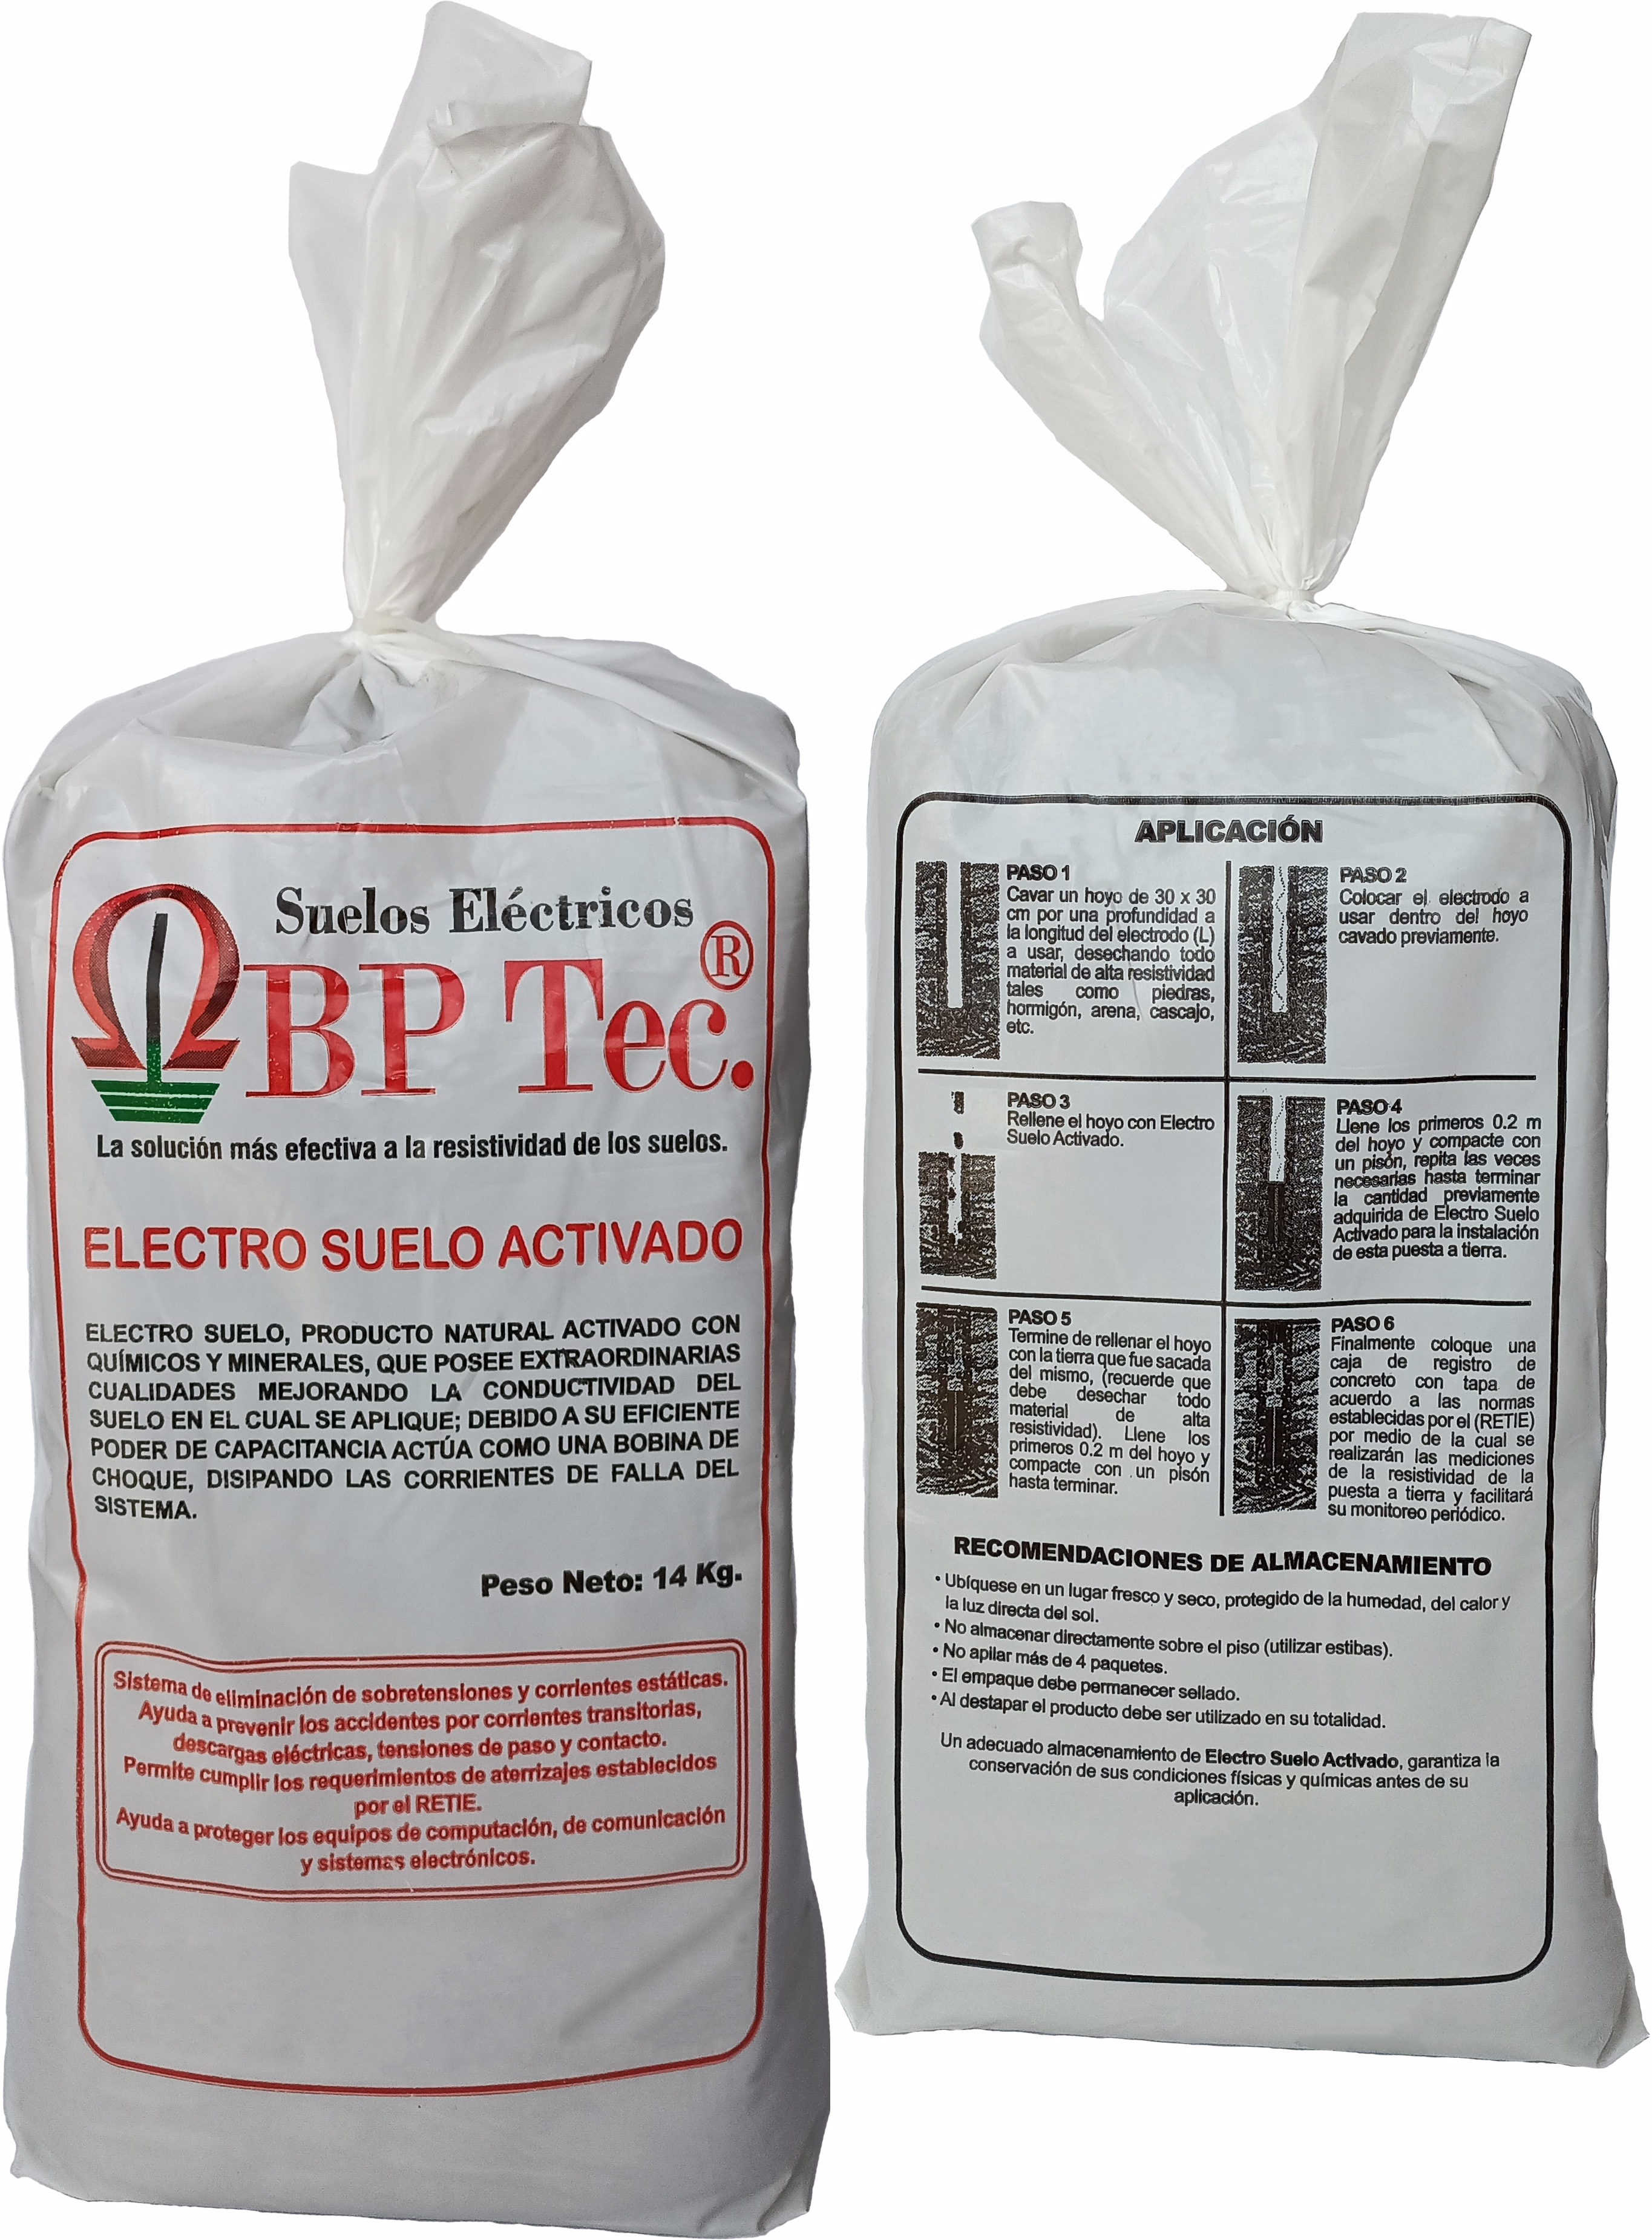 Suelos Eléctricos
BP Tec.®
La solución más efectiva a la resistividad de los suelos.
ELECTRO SUELO ACTIVADO
ELECTRO SUELO, PRODUCTO NATURAL ACTIVADO CON
QUÍMICOS Y MINERALES, QUE POSEE EXTRAORDINARIAS
CUALIDADES MEJORANDO LA CONDUCTIVIDAD DEL
SUELO EN EL CUAL SE APLIQUE; DEBIDO A SU EFICIENTE
PODER DE CAPACITANCIA ACTÚA COMO UNA BOBINA DE
CHOQUE, DISIPANDO LAS CORRIENTES DE FALLA DEL
SISTEMA.
Peso Neto: 14 Kg.
Sistema de eliminación de sobretensiones y corrientes estáticas.
Ayuda a prevenir los accidentes por corrientes transitorias,
descargas eléctricas, tensiones de paso y contacto.
Permite cumplir los requerimientos de aterrizajes establecidos
por el RETIE.
Ayuda a proteger los equipos de computación, de comunicación
y sistemas electrónicos.
APLICACIÓN
PASO 1
Cavar un hoyo de 30 x 30
cm por una profundidad a
la longitud del electrodo (L)
a usar, desechando todo
material de alta resistividad
tales como piedras,
hormigón, arena, cascajo,
etc.
PASO 2
Colocar el electrodo a
usar dentro del hoyo
cavado previamente.
PASO 3
Rellene el hoyo con Electro
Suelo Activado.
PASO 4
Llene los primeros 0.2 m
del hoyo y compacte con
un pisón, repita las veces
necesarias hasta terminar
la cantidad previamente
adquirida de Electro Suelo
Activado para la instalación
de esta puesta a tierra.
PASO 5
Termine de rellenar el hoyo
con la tierra que fue sacada
del mismo, (recuerde que
debe desechar todo
material de alta
resistividad). Llene los
primeros 0.2 m del hoyo y
compacte con un pisón
hasta terminar.
PASO 6
Finalmente coloque una
caja de registro de
concreto con tapa de
acuerdo a las normas
establecidas por el (RETIE)
por medio de la cual se
realizarán las mediciones
de la resistividad de la
puesta a tierra y facilitará
su monitoreo periódico.
RECOMENDACIONES DE ALMACENAMIENTO
• Ubíquese en un lugar fresco y seco, protegido de la humedad, del calor y
la luz directa del sol.
• No almacenar directamente sobre el piso (utilizar estibas).
• No apilar más de 4 paquetes.
• El empaque debe permanecer sellado.
• Al destapar el producto debe ser utilizado en su totalidad.
Un adecuado almacenamiento de Electro Suelo Activado, garantiza la
conservación de sus condiciones físicas y químicas antes de su
aplicación.